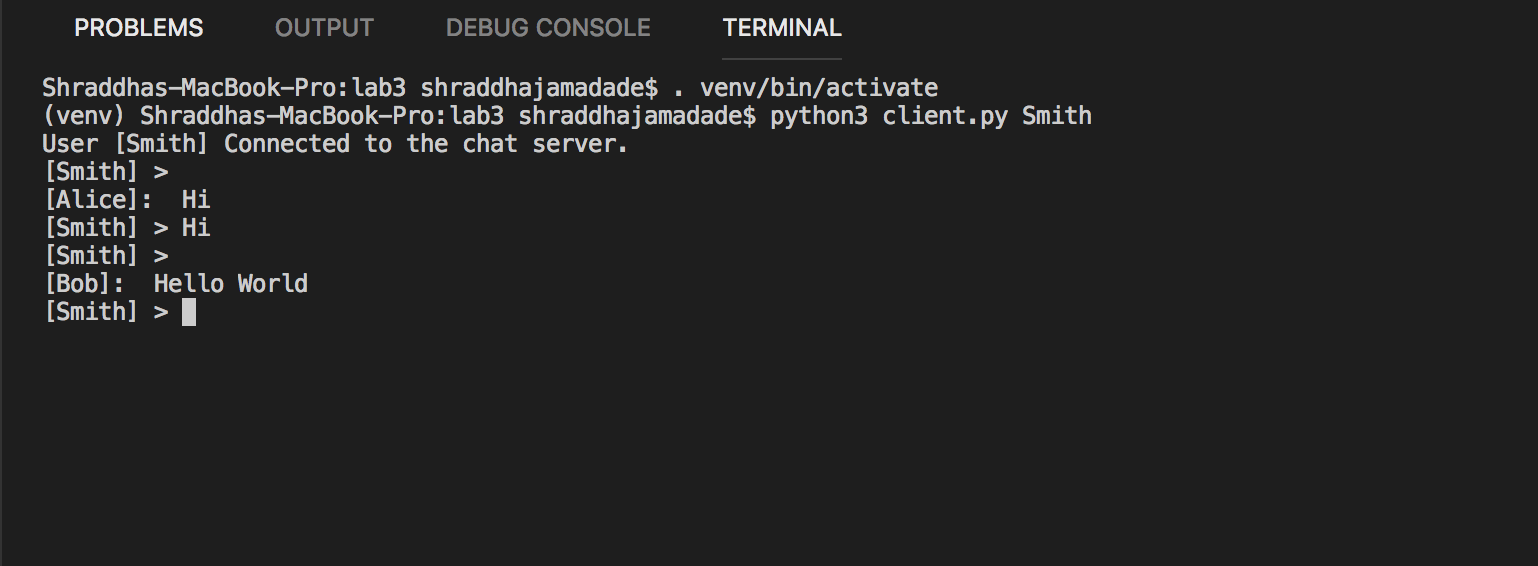 PROBLEMS OUTPUT DEBUG CONSOLE TERMINAL
Shraddhas-MacBook-Pro:lab3 shraddhajamadade$ . venv/bin/activate
(venv) Shraddhas-MacBook-Pro:lab3 shraddhajamadade$ python3 client.py Smith
User [Smith] Connected to the chat server.
[Smith] >
[Alice]:  Hi
[Smith] > Hi
[Smith] >
[Bob]:  Hello World
[Smith] >